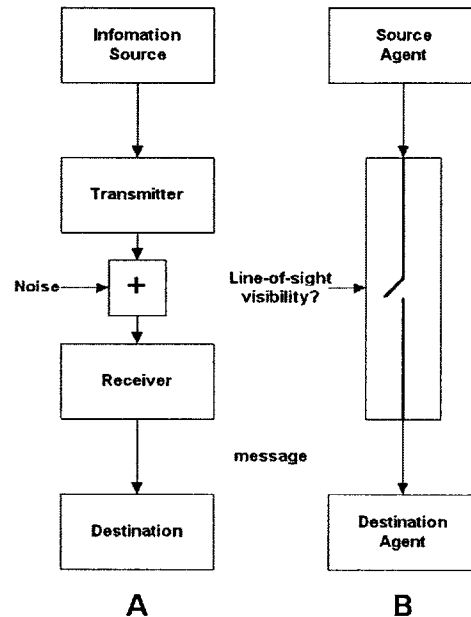 Infomation
Source
Transmitter
Noise
+
Receiver
Destination
A
message
Source
Agent
Line-of-sight
visibility?
Destination
Agent
B